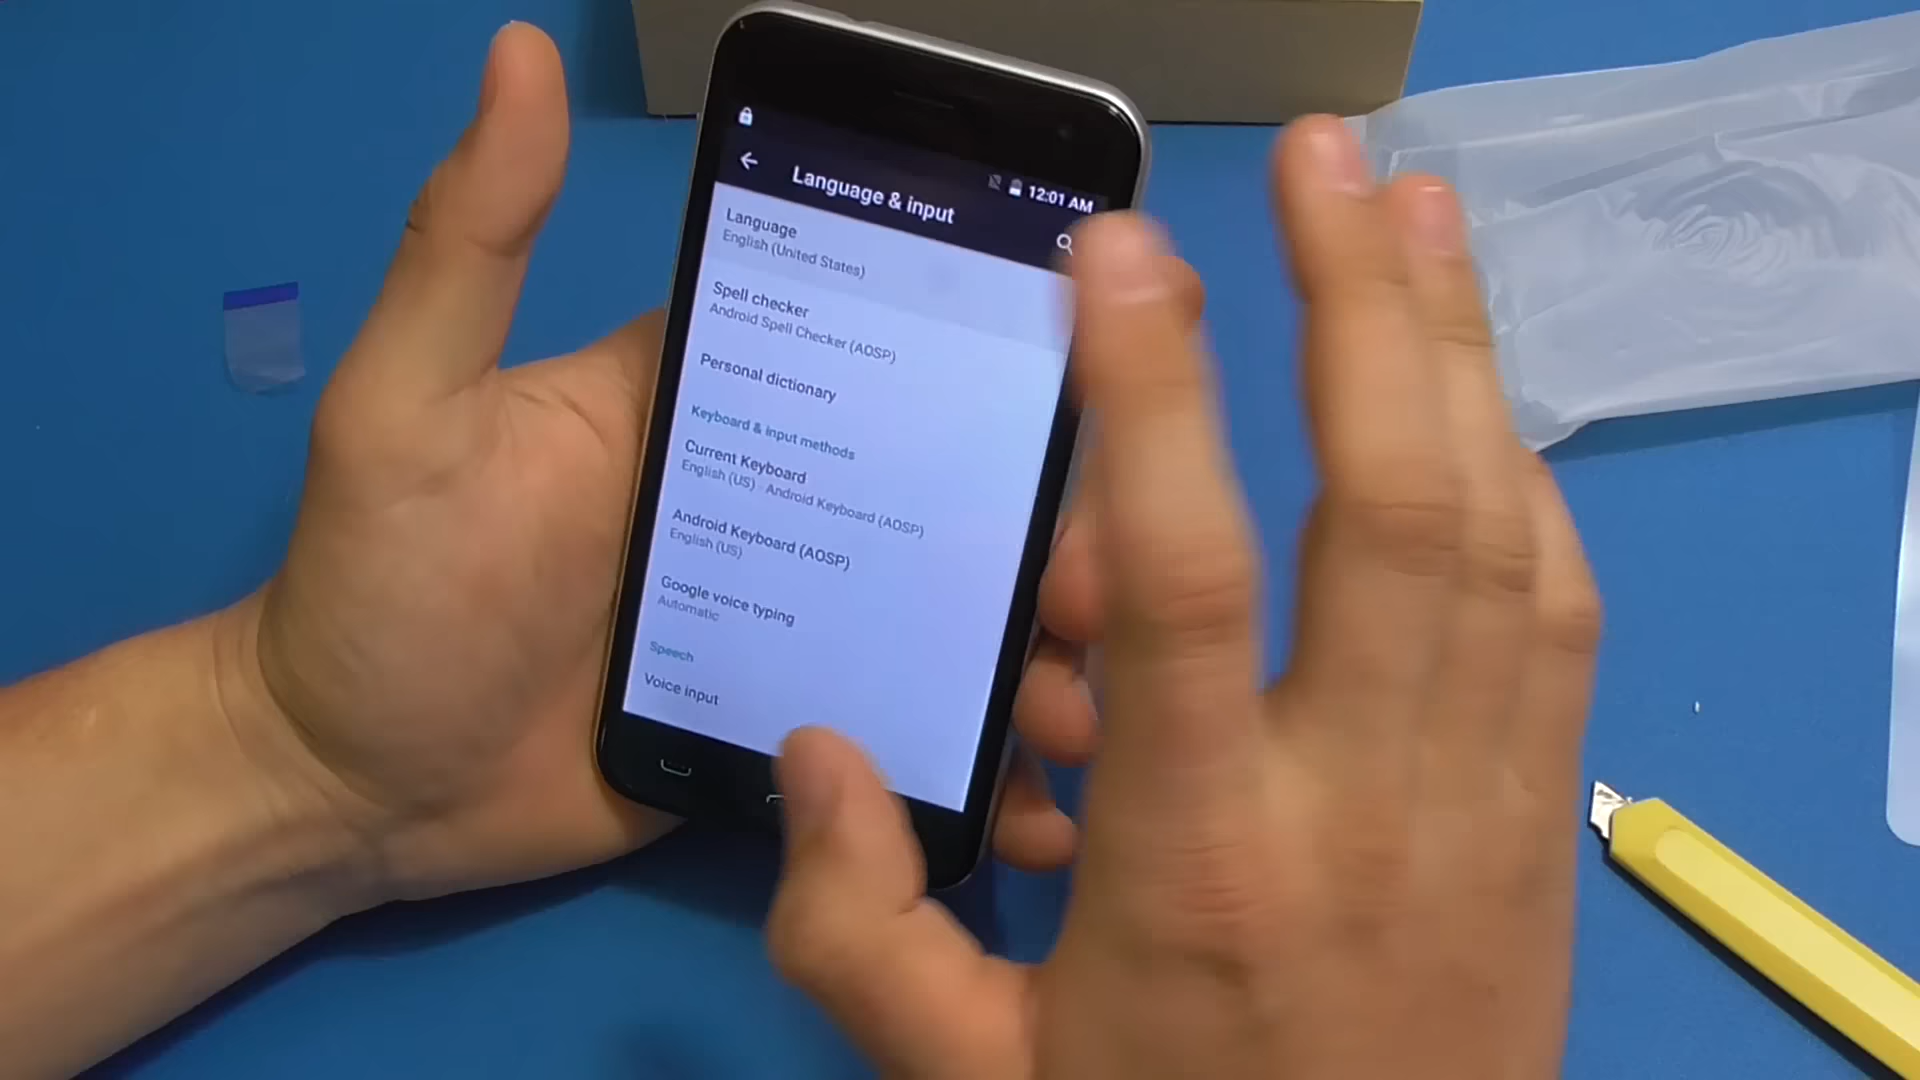 12:01 AM
Language & input
Language
English (United States)
Spell checker
Android Spell Checker (AOSP)
Personal dictionary
Keyboard & input methods
Current Keyboard
English (US) - Android Keyboard (AOSP)
Android Keyboard (AOSP)
English (US)
Google voice typing
Automatic
Speech
Voice input